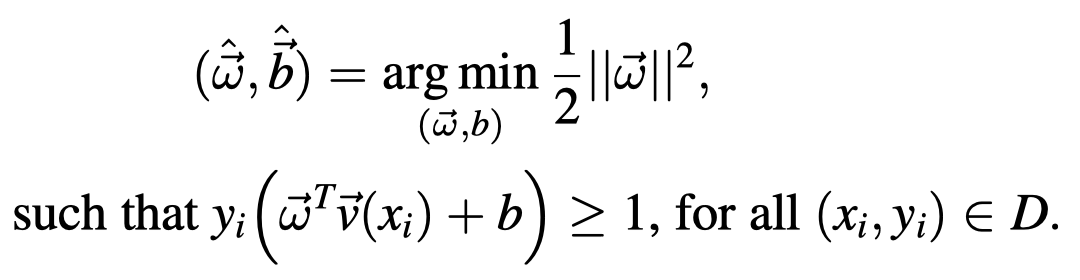 $(\hat{\vec{\omega}}, \hat{\vec{b}}) = \underset{(\vec{\omega}, b)}{\arg\min} \frac{1}{2} ||\vec{\omega}||^2,$
such that $y_i \left( \vec{\omega}^T \vec{v}(x_i) + b \right) \geq 1$, for all $(x_i, y_i) \in D$.